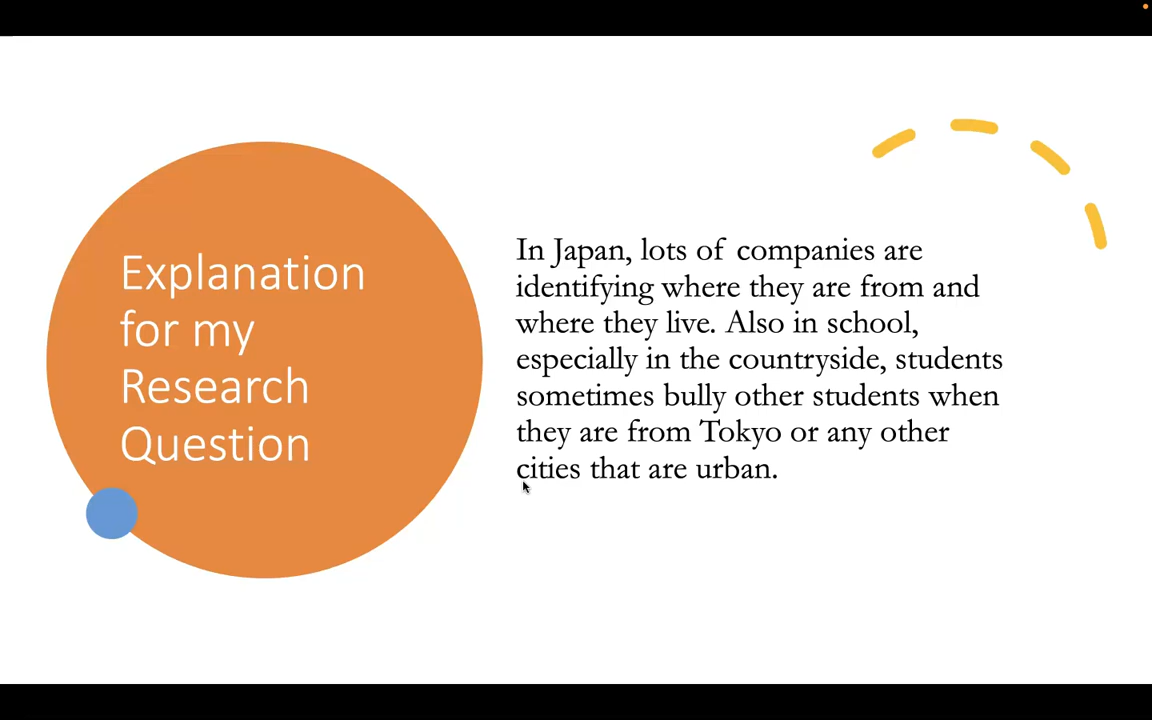 Explanation
for my
Research
Question
In Japan, lots of companies are
identifying where they are from and
where they live. Also in school,
especially in the countryside, students
sometimes bully other students when
they are from Tokyo or any other
cities that are urban.